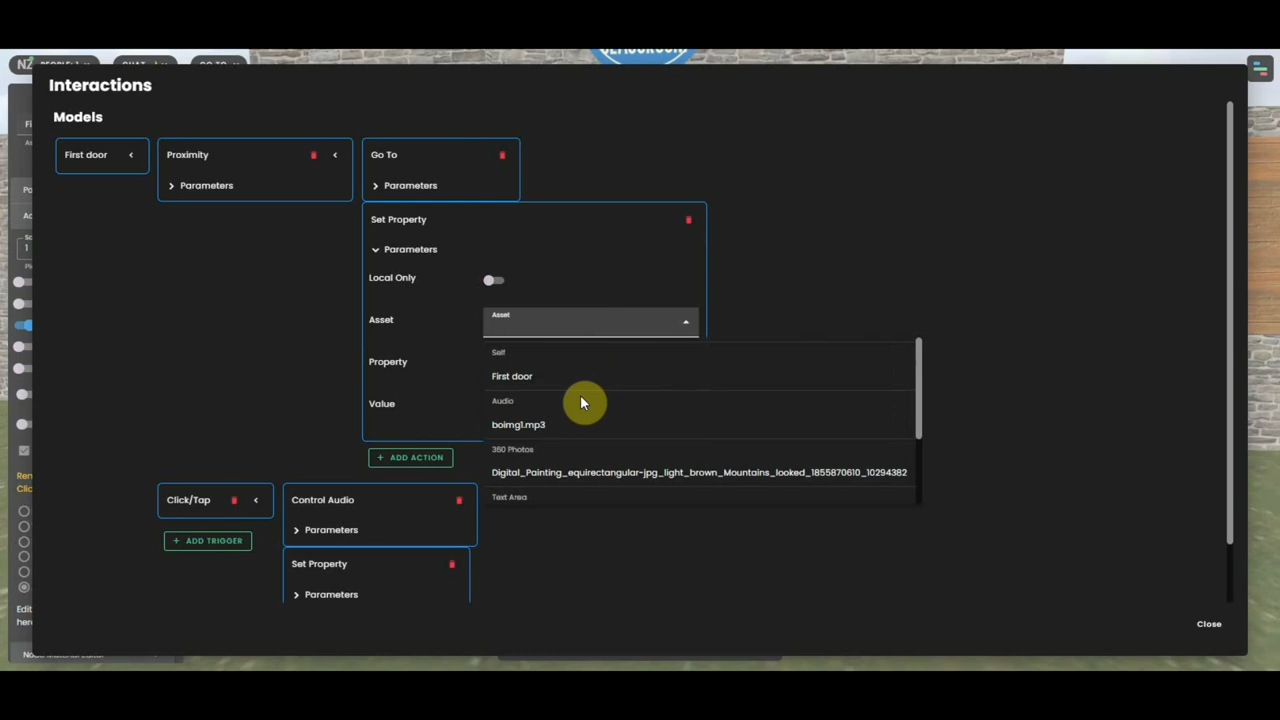 Interactions
Models
First door
Proximity
Parameters
Go To
Parameters
Set Property
Parameters
Local Only
Asset
Asset
Property
Value
Self
First door
Audio
boimg1.mp3
360 Photos
Digital_Painting_equirectangular-jpg_light_brown_Mountains_looked_1855870610_10294382
Text Area
+ ADD ACTION
Click/Tap
+ ADD TRIGGER
Control Audio
Parameters
Set Property
Parameters
Close